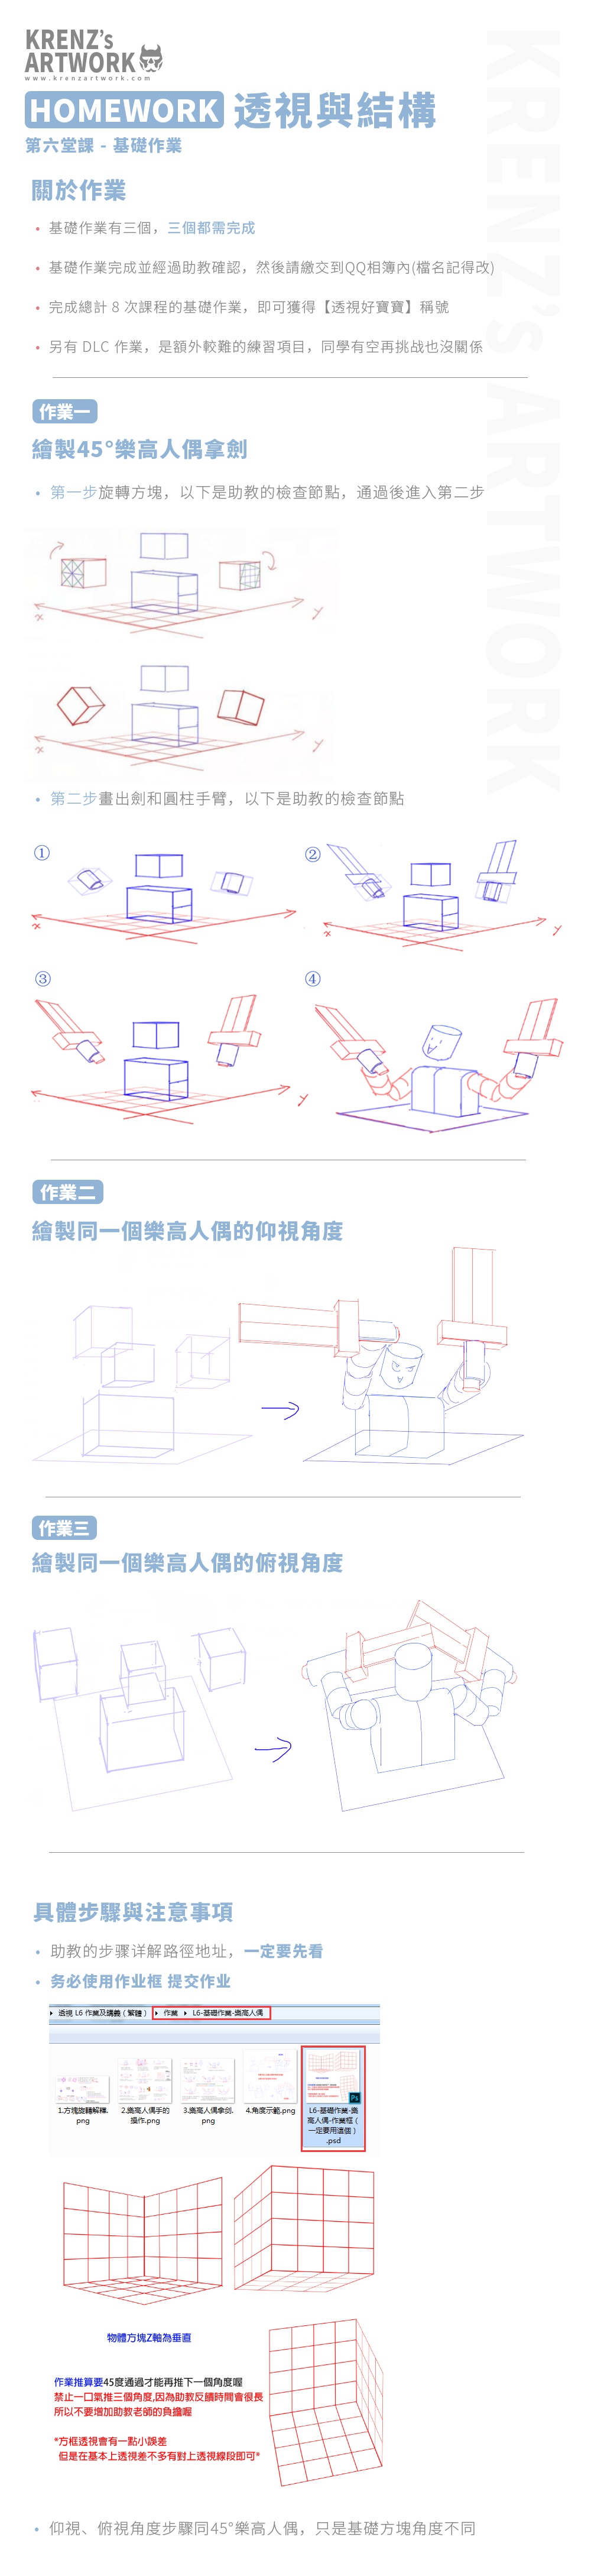 KRENZ's
ARTWORK
www.krenzartwork.com
KRENZ's ARTWORK
HOMEWORK 透視與結構
第六堂課 - 基礎作業
關於作業
• 基礎作業有三個，三個都需完成
• 基礎作業完成並經過助教確認，然後請繳交到QQ相簿內(檔名記得改)
• 完成總計 8 次課程的基礎作業，即可獲得【透視好寶寶】稱號
• 另有 DLC 作業，是額外較難的練習項目，同學有空再挑战也沒關係
作業一
繪製45°樂高人偶拿劍
• 第一步旋轉方塊，以下是助教的檢查節點，通過後進入第二步
x
y
x
y
• 第二步畫出劍和圓柱手臂，以下是助教的檢查節點
①
②
x
x
y
③
④
x
y
作業二
繪製同一個樂高人偶的仰視角度
作業三
繪製同一個樂高人偶的俯視角度
具體步驟與注意事項
• 助教的步骤详解路徑地址，一定要先看
• 务必使用作业框 提交作业
透視 L6 作業及講義（繁體） 作業 L6-基礎作業-樂高人偶
Ps
1.方塊旋轉解釋.png
2.樂高人偶手的操作.png
3.樂高人偶拿劍.png
4.角度示範.png
L6-基礎作業-樂高人偶-作業框（一定要用這個）.psd
物體方塊Z軸為垂直
作業推算要45度通過才能再推下一個角度喔
禁止一口氣推三個角度,因為助教反饋時間會很長
所以不要增加助教老師的負擔喔
*方框透視會有一點小誤差
但是在基本上透視差不多有對上透視線段即可*
• 仰視、俯視角度步驟同45°樂高人偶，只是基礎方塊角度不同